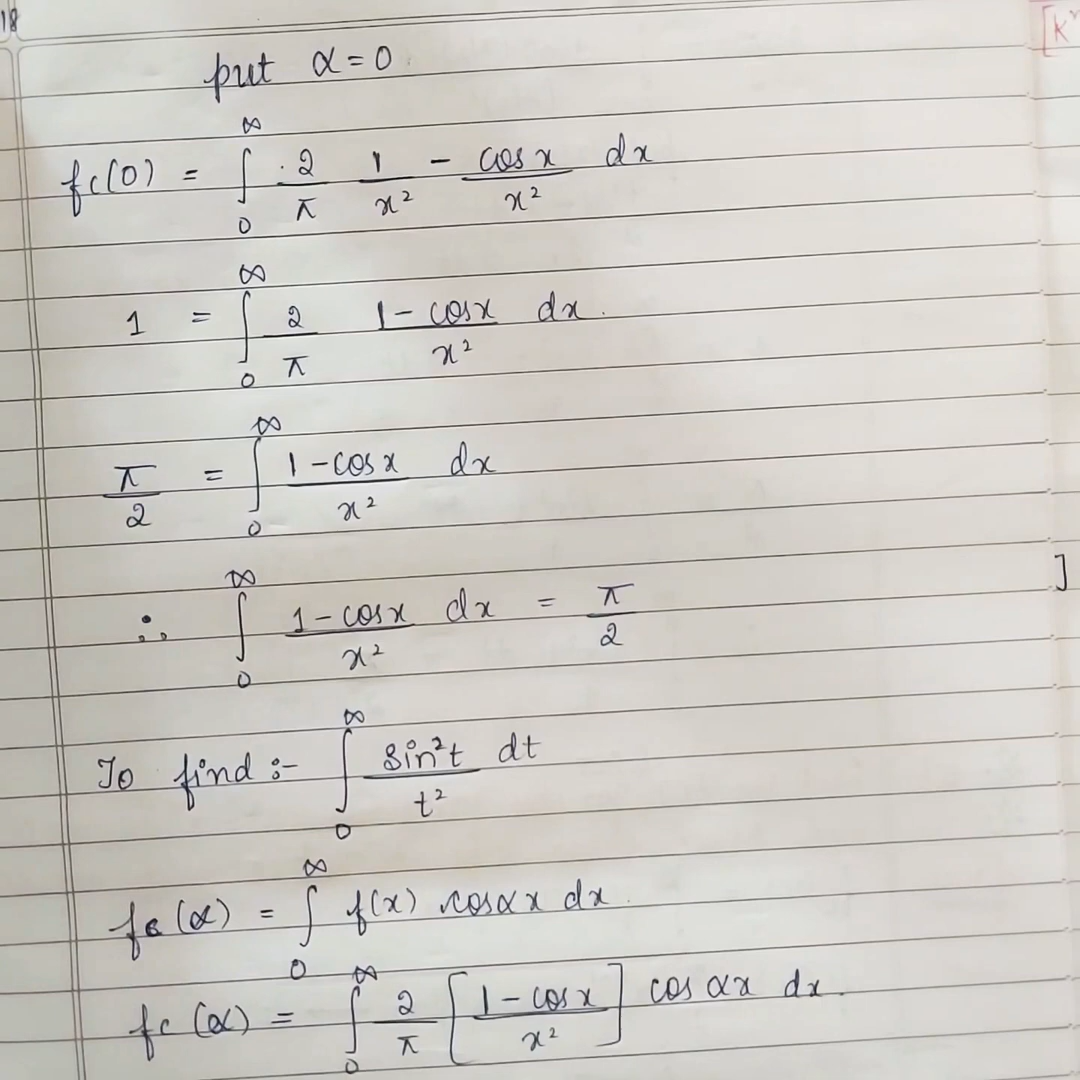 18
[K
put α = 0.
fc(0) = ∫₀^∞ 2/π 1/x² − cos x/x² dx
1 = ∫₀^∞ 2/π (1 − cos x)/x² dx.
π/2 = ∫₀^∞ (1 − cos x)/x² dx
∴ ∫₀^∞ (1 − cos x)/x² dx = π/2
]
To find :- ∫₀^∞ sin²t/t² dt
fc(α) = ∫₀^∞ f(x) cos αx dx.
fc(α) = ∫₀^∞ 2/π [(1 − cos x)/x²] cos αx dx.